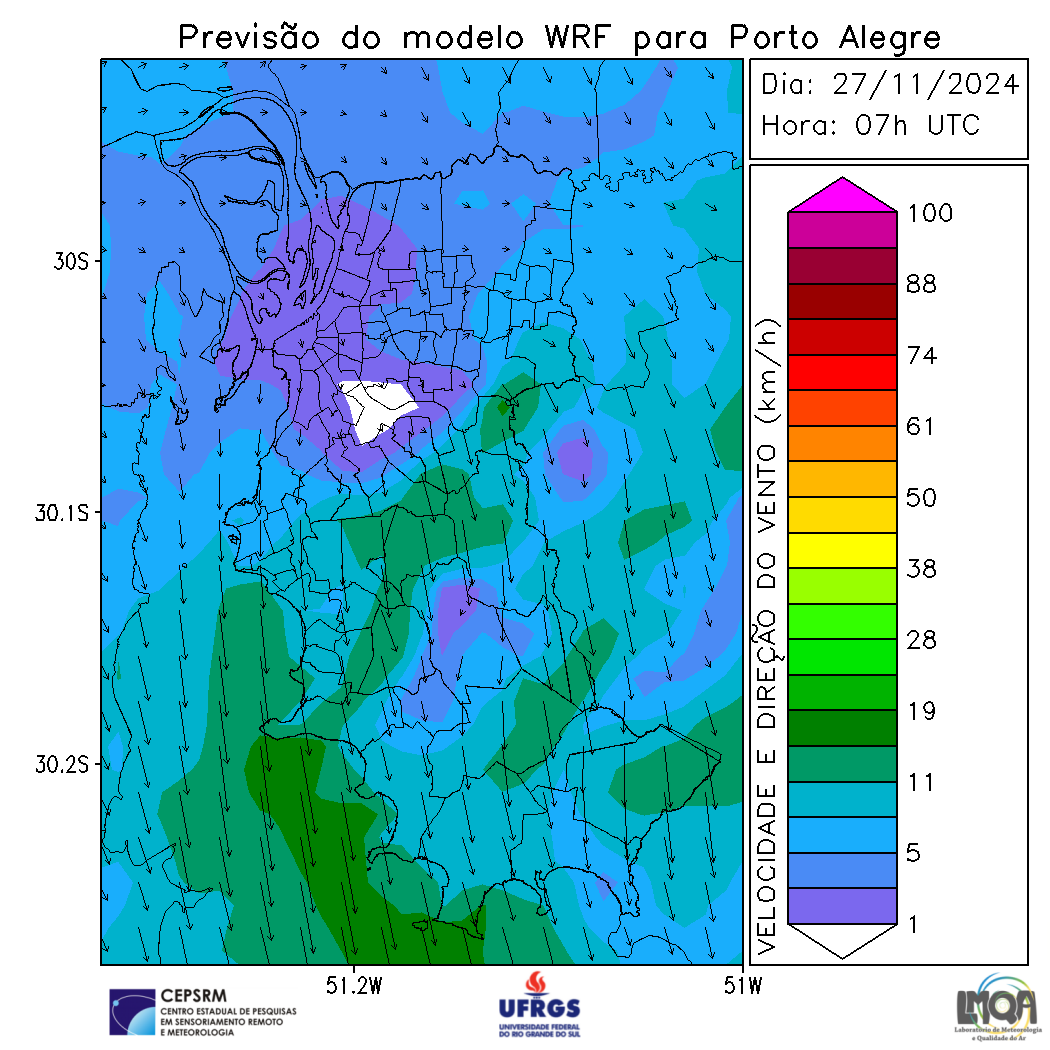 Previsão do modelo WRF para Porto Alegre
Dia: 27/11/2024
Hora: 07h UTC
30S
30.1S
30.2S
51.2W
51W
VELOCIDADE E DIREÇÃO DO VENTO (km/h)
100
88
74
61
50
38
28
19
11
5
1
CEPSRM
CENTRO ESTADUAL DE PESQUISAS
EM SENSORIAMENTO REMOTO
E METEOROLOGIA
UFRGS
UNIVERSIDADE FEDERAL
DO RIO GRANDE DO SUL
LMQA
Laboratório de Meteorologia
e Qualidade do Ar